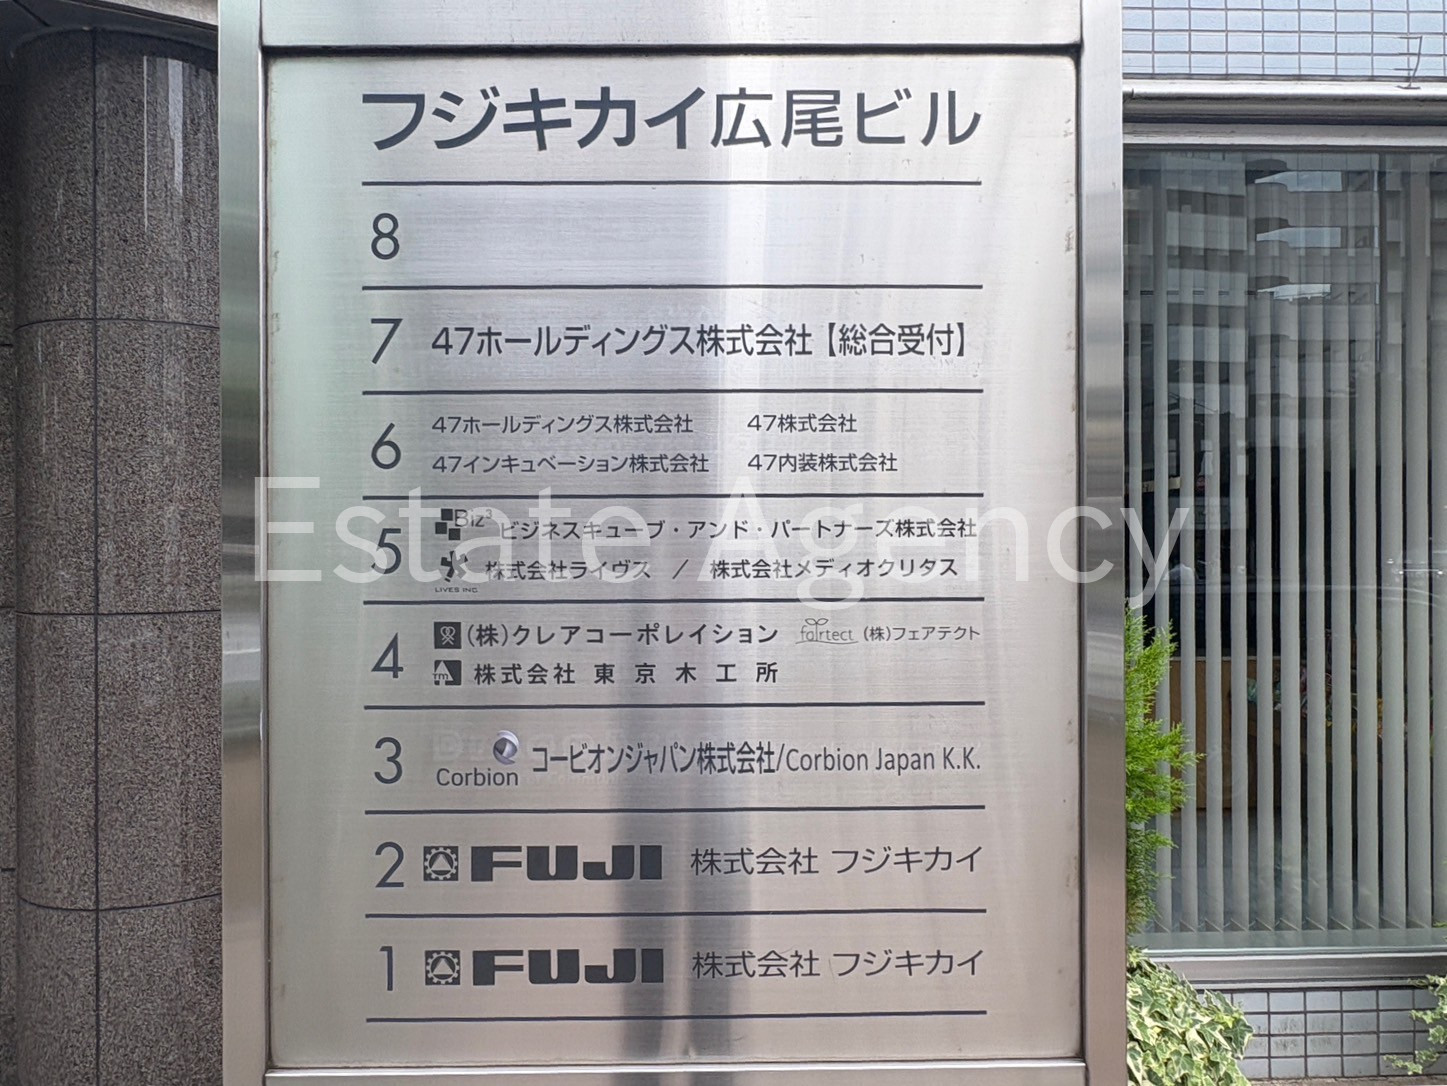 フジキカイ広尾ビル
8
7 47ホールディングス株式会社【総合受付】
6 47ホールディングス株式会社 47株式会社
47インキュベーション株式会社 47内装株式会社
Estate Agency
5 Biz³ ビジネスキューブ・アンド・パートナーズ株式会社
LIVES INC. 株式会社ライヴス / 株式会社メディオクリタス
4 (株)クレアコーポレイション fairtect (株)フェアテクト
tm 株式会社 東京木工所
3 Corbion コービオンジャパン株式会社/Corbion Japan K.K.
2 FUJI 株式会社 フジキカイ
1 FUJI 株式会社 フジキカイ